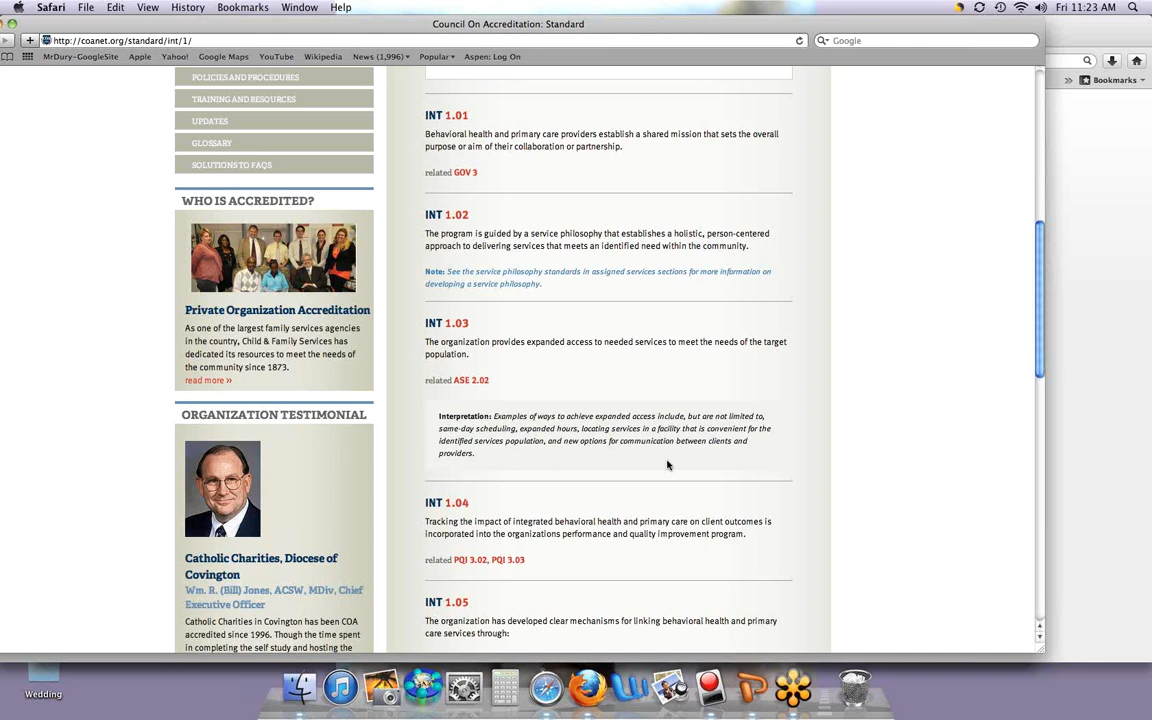 Safari File Edit View History Bookmarks Window Help
Fri 11:23 AM
Council On Accreditation: Standard
http://coanet.org/standard/int/1/
Google
MrDury-GoogleSite Apple Yahoo! Google Maps YouTube Wikipedia News (1,996) Popular Aspen: Log On
Bookmarks
POLICIES AND PROCEDURES
TRAINING AND RESOURCES
UPDATES
GLOSSARY
SOLUTIONS TO FAQS
WHO IS ACCREDITED?
Private Organization Accreditation
As one of the largest family services agencies
in the country, Child & Family Services has
dedicated its resources to meet the needs of
the community since 1873.
read more »
ORGANIZATION TESTIMONIAL
Catholic Charities, Diocese of
Covington
Wm. R. (Bill) Jones, ACSW, MDiv, Chief
Executive Officer
Catholic Charities in Covington has been COA
accredited since 1996. Though the time spent
in completing the self study and hosting the
INT 1.01
Behavioral health and primary care providers establish a shared mission that sets the overall
purpose or aim of their collaboration or partnership.
related GOV 3
INT 1.02
The program is guided by a service philosophy that establishes a holistic, person-centered
approach to delivering services that meets an identified need within the community.
Note: See the service philosophy standards in assigned services sections for more information on
developing a service philosophy.
INT 1.03
The organization provides expanded access to needed services to meet the needs of the target
population.
related ASE 2.02
Interpretation: Examples of ways to achieve expanded access include, but are not limited to,
same-day scheduling, expanded hours, locating services in a facility that is convenient for the
identified services population, and new options for communication between clients and
providers.
INT 1.04
Tracking the impact of integrated behavioral health and primary care on client outcomes is
incorporated into the organizations performance and quality improvement program.
related PQI 3.02, PQI 3.03
INT 1.05
The organization has developed clear mechanisms for linking behavioral health and primary
care services through:
Wedding